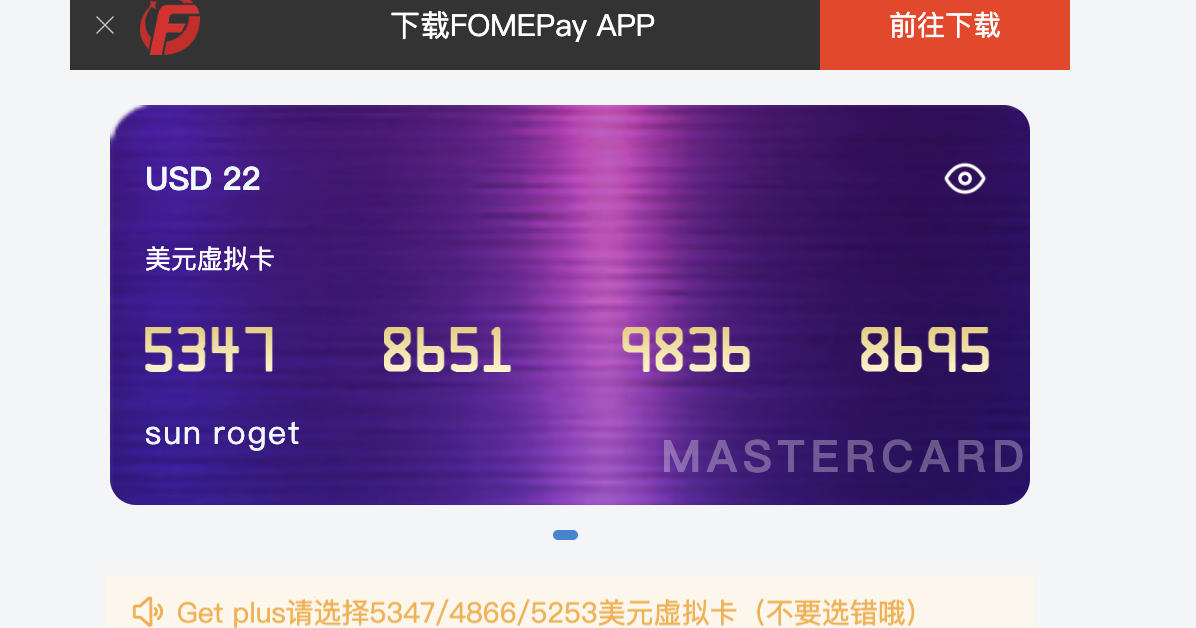 下载FOMEPay APP
前往下载
USD 22
美元虚拟卡
5347 8651 9836 8695
sun roget
MASTERCARD
Get plus请选择5347/4866/5253美元虚拟卡（不要选错哦）